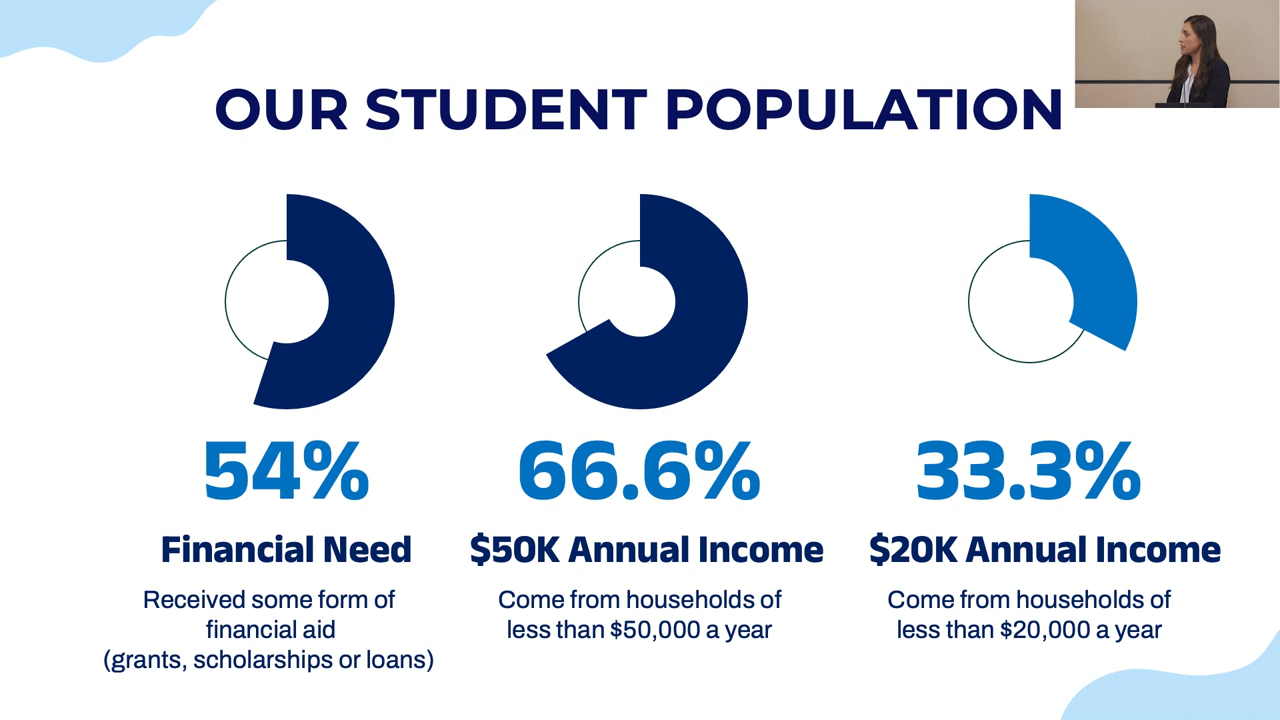 OUR STUDENT POPULATION
54%
Financial Need
Received some form of
financial aid
(grants, scholarships or loans)
66.6%
$50K Annual Income
Come from households of
less than $50,000 a year
33.3%
$20K Annual Income
Come from households of
less than $20,000 a year